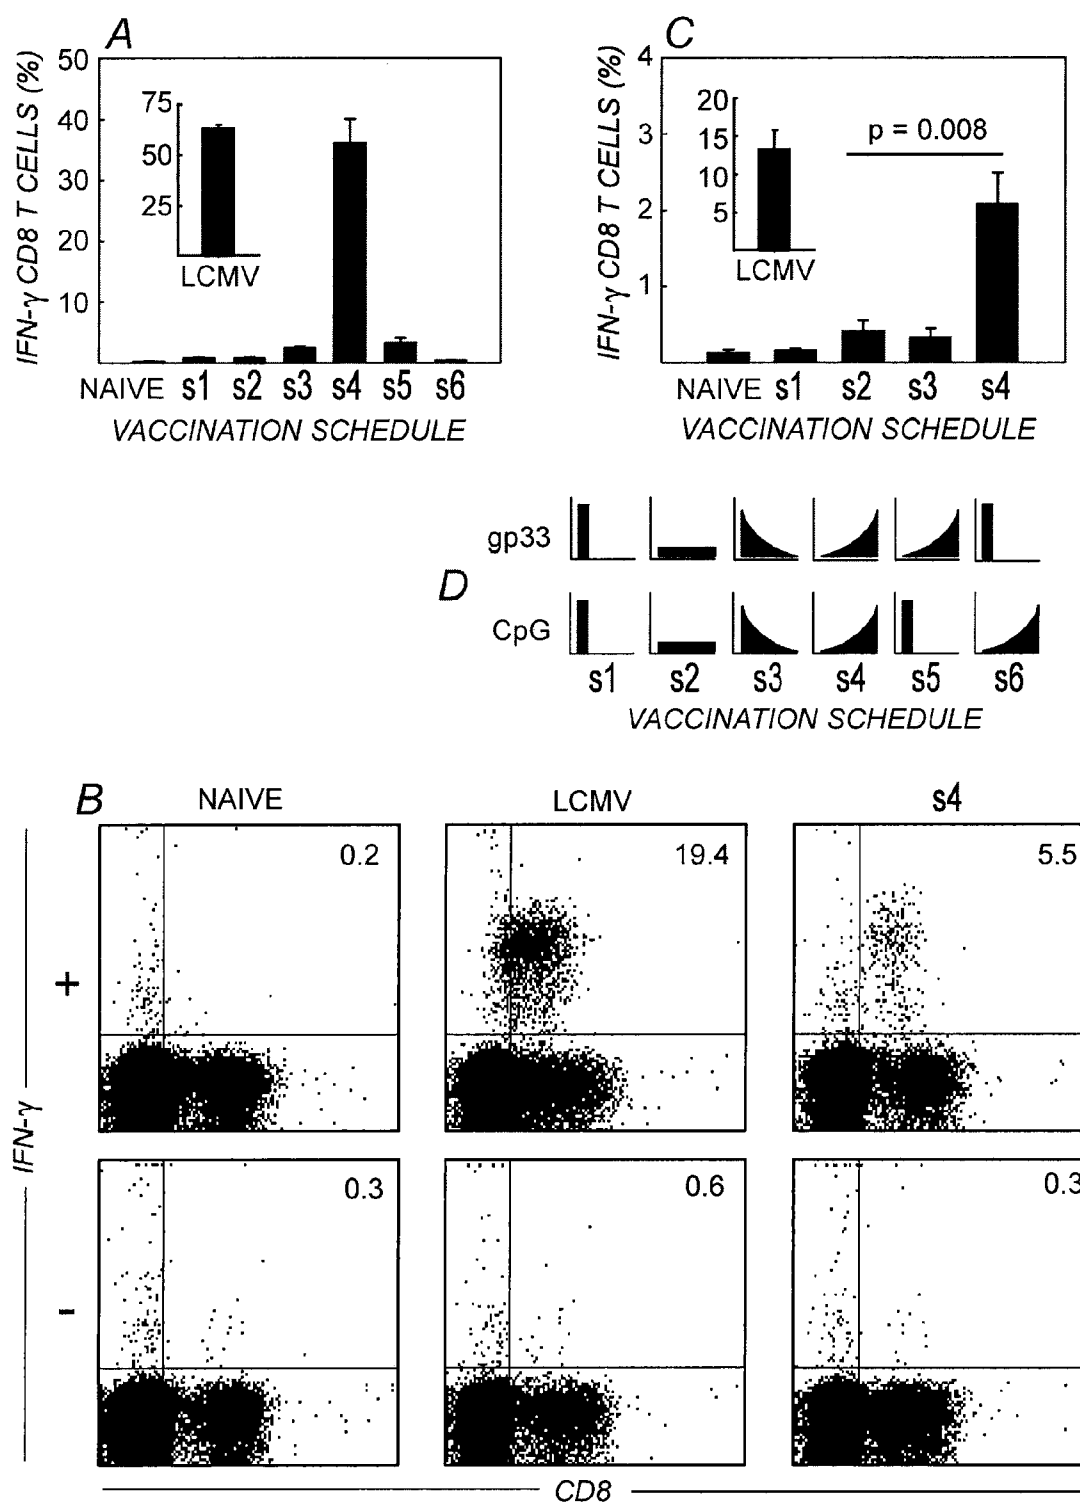 A
IFN-γ CD8 T CELLS (%)
50
40
30
20
10
75
50
25
LCMV
NAIVE s1 s2 s3 s4 s5 s6
VACCINATION SCHEDULE
C
IFN-γ CD8 T CELLS (%)
4
3
2
1
20
15
10
5
LCMV
p = 0.008
NAIVE s1 s2 s3 s4
VACCINATION SCHEDULE
D
gp33
CpG
s1 s2 s3 s4 s5 s6
VACCINATION SCHEDULE
B
NAIVE LCMV s4
0.2 19.4 5.5
+
IFN-γ
0.3 0.6 0.3
-
CD8